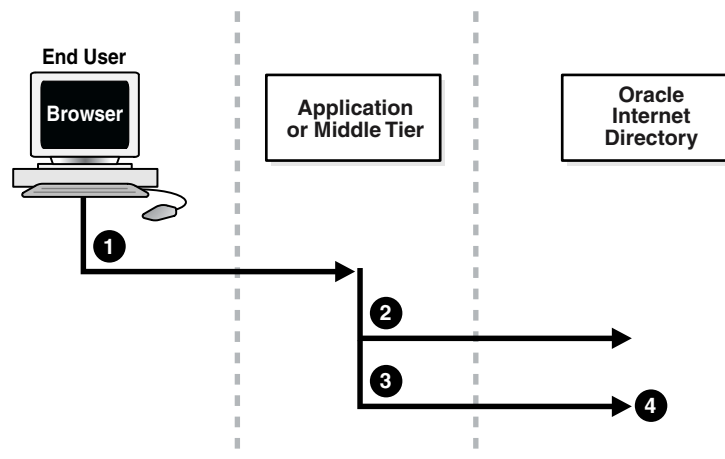 End User
Browser
Application
or Middle Tier
Oracle
Internet
Directory
1
2
3
4